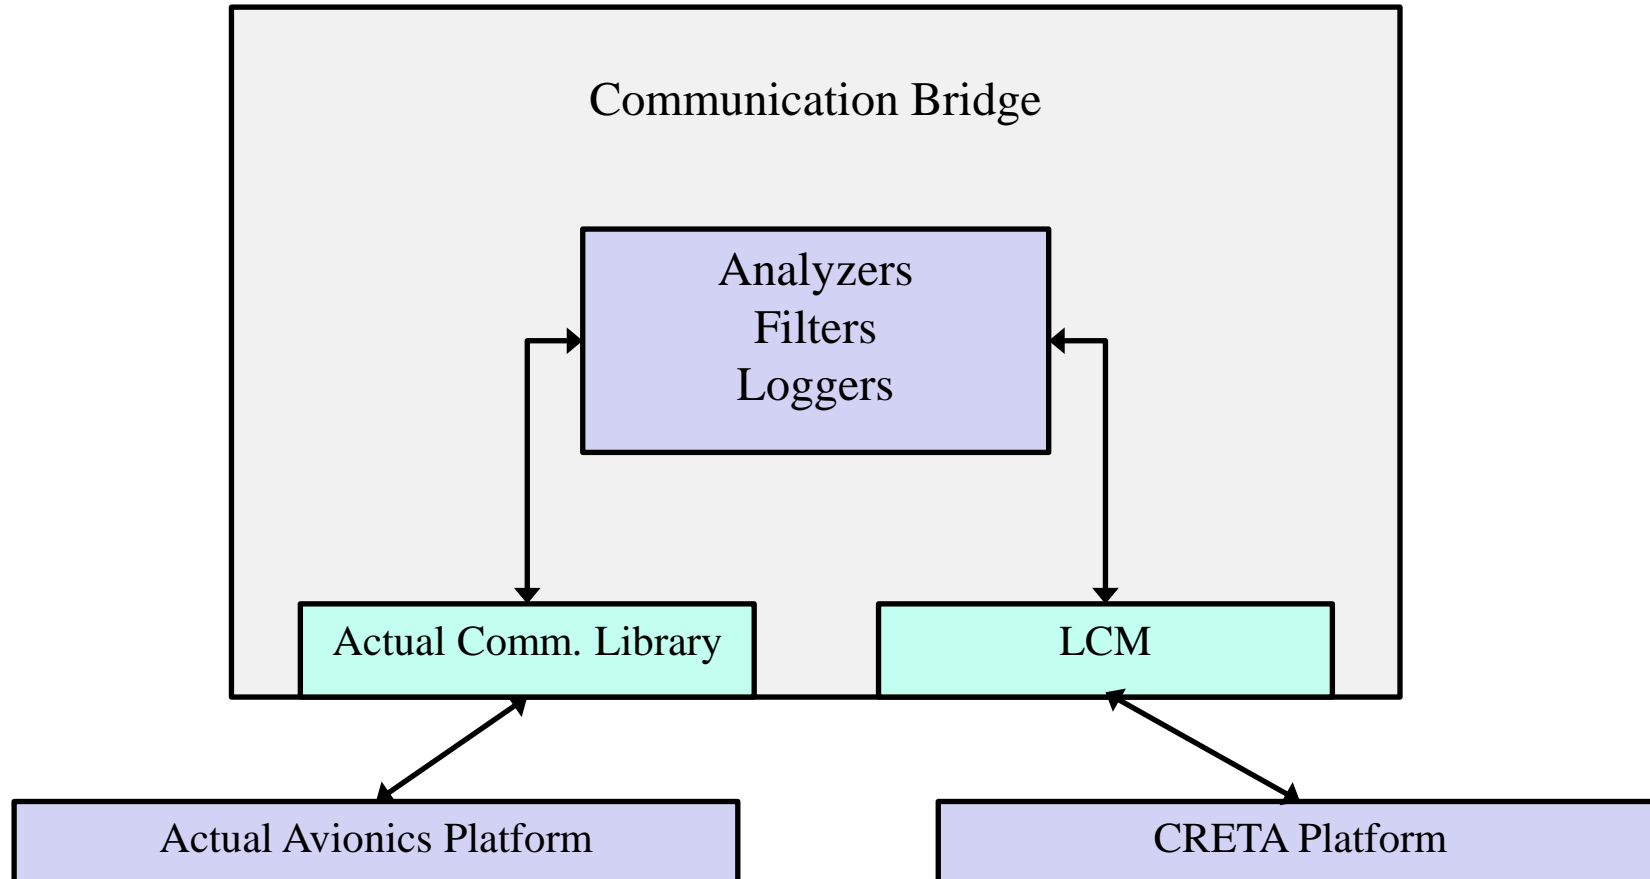 Communication Bridge
Analyzers
Filters
Loggers
Actual Comm. Library
LCM
Actual Avionics Platform
CRETA Platform